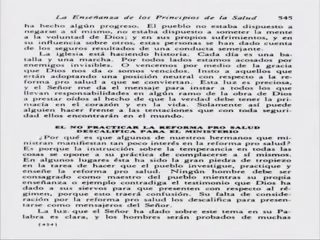 La Enseñanza de los Principios de la Salud 545
ha hecho algún progreso. El pueblo no estaba dispuesto a
negarse a sí mismo, no estaba dispuesto a someter la mente
a la voluntad de Dios; y en sus propios sufrimientos, y en
su influencia sobre otros, estas personas se han dado cuenta
de los seguros resultados de una conducta semejante.
La iglesia está haciendo historia. Cada día es una ba-
talla y una marcha. Por todos lados estamos acosados por
enemigos invisibles. O vencemos por medio de la gracia
que Dios nos da o somos vencidos. Insto a aquellos que
están adoptando una posición neutral con respecto a la re-
forma pro salud a que se conviertan. Esta luz es preciosa,
y el Señor me da el mensaje para instar a todos los que
llevan responsabilidades en algún ramo de la obra de Dios
a prestar oídos al hecho de que la verdad debe tener la pri-
macía en el corazón y en la vida. Solamente así puede
alguien hacer frente a las tentaciones que con toda seguri-
dad ellos encontrarán en el mundo.
EL NO PRACTICAR LA REFORMA PRO SALUD
DESCALIFICA PARA EL MINISTERIO
¿Por qué es que algunos de nuestros hermanos que mi-
nistran manifiestan tan poco interés en la reforma pro salud?
Es porque la instrucción sobre la temperancia en todas las
cosas se opone a su práctica de complacerse a sí mismos.
En algunos lugares ésta ha sido la gran piedra de tropiezo
en la tarea de hacer que el pueblo investigue, practique y
enseñe la reforma pro salud. Ningún hombre debe ser
consagrado como maestro del pueblo mientras su propia
enseñanza o ejemplo contradiga el testimonio que Dios ha
dado a sus siervos para que presenten con respecto al ré-
gimen, porque esto traerá confusión. Su falta de conside-
ración por la reforma pro salud los descalifica para presen-
tarse como mensajeros del Señor.
La luz que el Señor ha dado sobre este tema en su Pa-
labra es clara, y los hombres serán probados de muchas